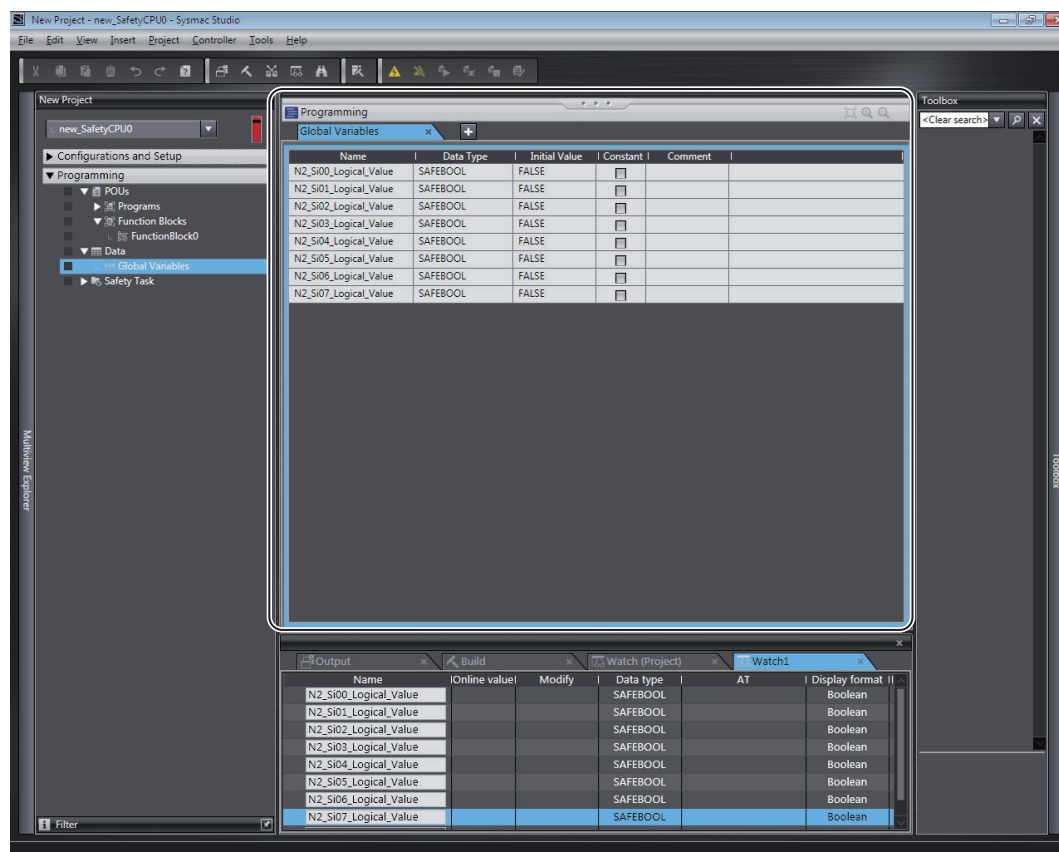 New Project - new_SafetyCPU0 - Sysmac Studio
File Edit View Insert Project Controller Tools Help
New Project
new_SafetyCPU0
Configurations and Setup
Programming
POUs
Programs
Function Blocks
FunctionBlock0
Data
Global Variables
Safety Task
Multiview Explorer
Filter
Programming
Global Variables
Name Data Type Initial Value Constant Comment
N2_Si00_Logical_Value SAFEBOOL FALSE
N2_Si01_Logical_Value SAFEBOOL FALSE
N2_Si02_Logical_Value SAFEBOOL FALSE
N2_Si03_Logical_Value SAFEBOOL FALSE
N2_Si04_Logical_Value SAFEBOOL FALSE
N2_Si05_Logical_Value SAFEBOOL FALSE
N2_Si06_Logical_Value SAFEBOOL FALSE
N2_Si07_Logical_Value SAFEBOOL FALSE
Output Build Watch (Project) Watch1
Name Online value Modify Data type AT Display format
N2_Si00_Logical_Value SAFEBOOL Boolean
N2_Si01_Logical_Value SAFEBOOL Boolean
N2_Si02_Logical_Value SAFEBOOL Boolean
N2_Si03_Logical_Value SAFEBOOL Boolean
N2_Si04_Logical_Value SAFEBOOL Boolean
N2_Si05_Logical_Value SAFEBOOL Boolean
N2_Si06_Logical_Value SAFEBOOL Boolean
N2_Si07_Logical_Value SAFEBOOL Boolean
Toolbox
<Clear search>
Toolbox